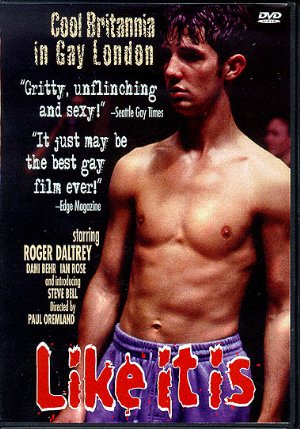 Cool Britannia
in Gay London
DVD
"Gritty, unflinching
and sexy!" –Seattle Gay Times
"It just may be
the best gay
film ever!"
–Edge Magazine
starring
ROGER DALTREY
DANI BEHR IAN ROSE
and introducing
STEVE BELL
Directed by
PAUL OREMLAND
Like it is